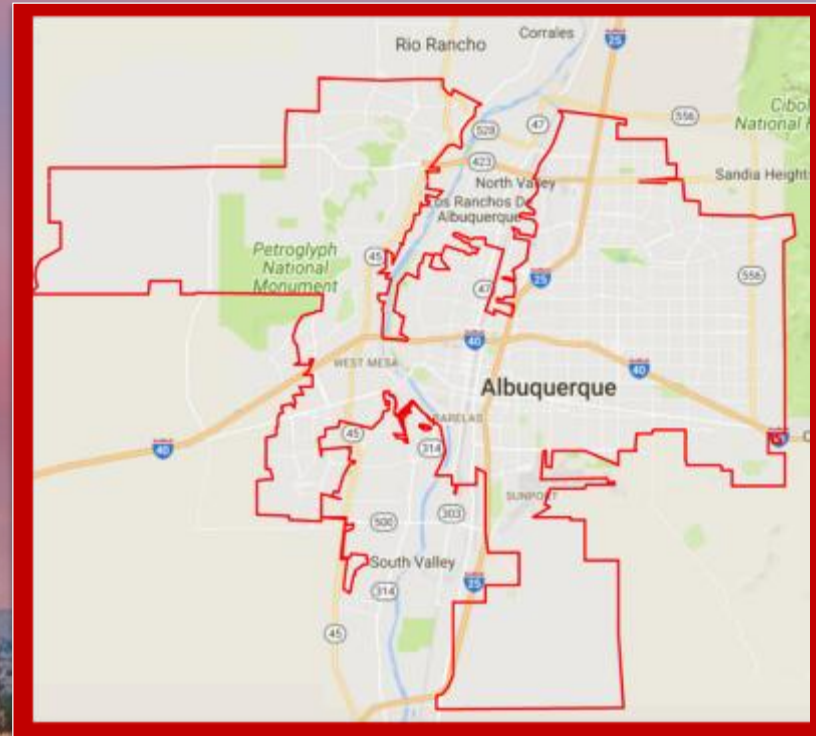 Corrales
Rio Rancho
25
556
47
528
423
North Valley
Sandia Heights
Los Ranchos De
Albuquerque
National
Petroglyph
National
Monument
45
47
25
556
40
WEST MESA
40
Albuquerque
BARELAS
45
314
40
SUNPORT
500
303
South Valley
25
314
45